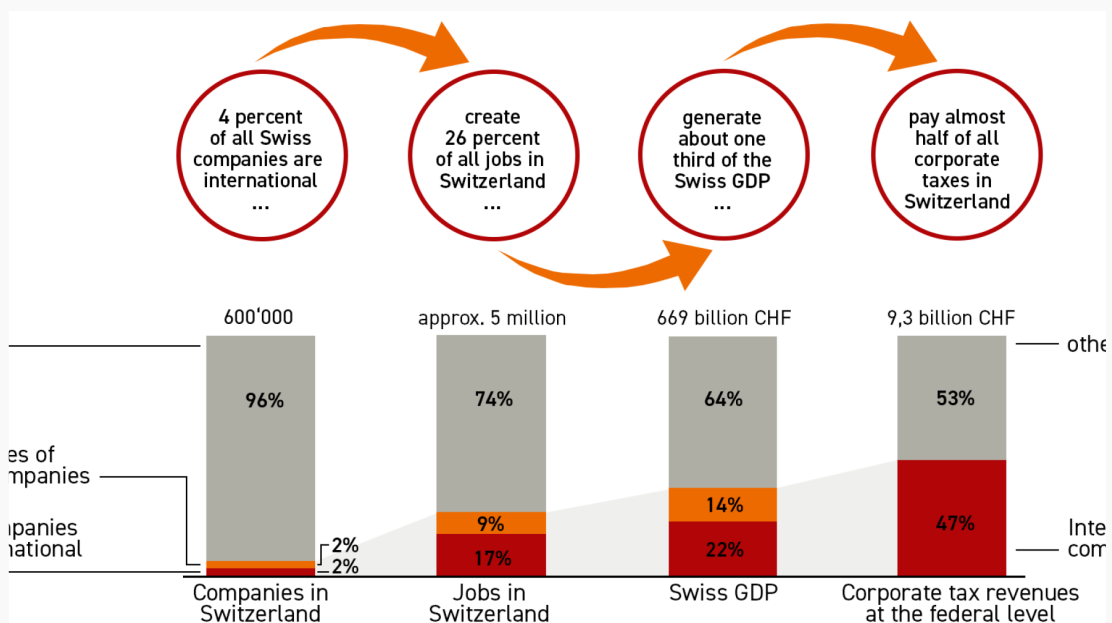 4 percent
of all Swiss
companies are
international
...
create
26 percent
of all jobs in
Switzerland
...
generate
about one
third of the
Swiss GDP
...
pay almost
half of all
corporate
taxes in
Switzerland
600‘000
approx. 5 million
669 billion CHF
9,3 billion CHF
96%
74%
64%
53%
9%
14%
2%
2%
17%
22%
47%
of
Companies in
Switzerland
Jobs in
Switzerland
Swiss GDP
Corporate tax revenues
at the federal level